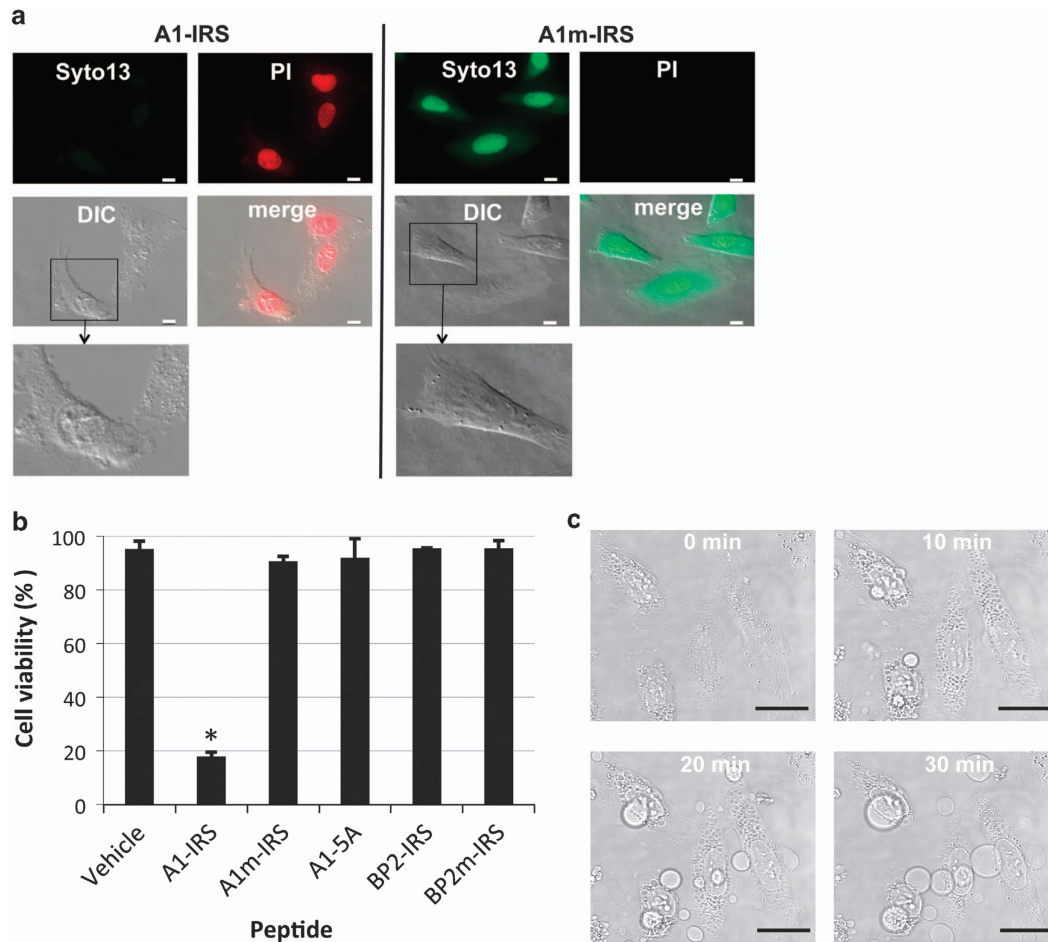 a
A1-IRS
A1m-IRS
Syto13
PI
Syto13
PI
DIC
merge
DIC
merge
b
Cell viability (% )
100
80
60
40
20
0
*
Vehicle
A1-IRS
A1m-IRS
A1-5A
BP2-IRS
BP2m-IRS
Peptide
c
0 min
10 min
20 min
30 min